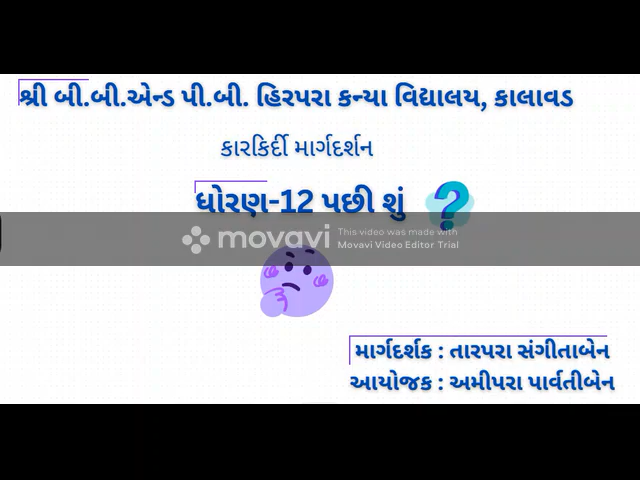 શ્રી બી.બી.એન્ડ પી.બી. હિરપરા કન્યા વિદ્યાલય, કાલાવડ
કારકિર્દી માર્ગદર્શન
ધોરણ-12 પછી શું ?
movavi
This video was made with
Movavi Video Editor Trial
માર્ગદર્શક : તારપરા સંગીતાબેન
આયોજક : અમીપરા પાર્વતીબેન